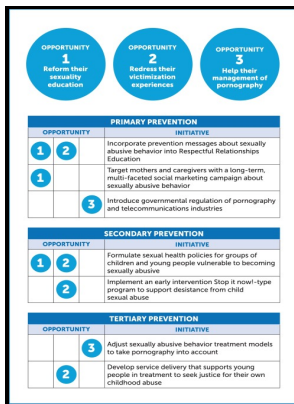 OPPORTUNITY
1
Reform their
sexuality
education
OPPORTUNITY
2
Redress their
victimization
experiences
OPPORTUNITY
3
Help their
management of
pornography
PRIMARY PREVENTION
OPPORTUNITY INITIATIVE
1 2 Incorporate prevention messages about sexually
abusive behavior into Respectful Relationships
Education
1 Target mothers and caregivers with a long-term,
multi-faceted social marketing campaign about
sexually abusive behavior
3 Introduce governmental regulation of pornography
and telecommunications industries
SECONDARY PREVENTION
OPPORTUNITY INITIATIVE
1 2 Formulate sexual health policies for groups of
children and young people vulnerable to becoming
sexually abusive
2 Implement an early intervention Stop it now!-type
program to support desistance from child
sexual abuse
TERTIARY PREVENTION
OPPORTUNITY INITIATIVE
3 Adjust sexually abusive behavior treatment models
to take pornography into account
2 Develop service delivery that supports young
people in treatment to seek justice for their own
childhood abuse